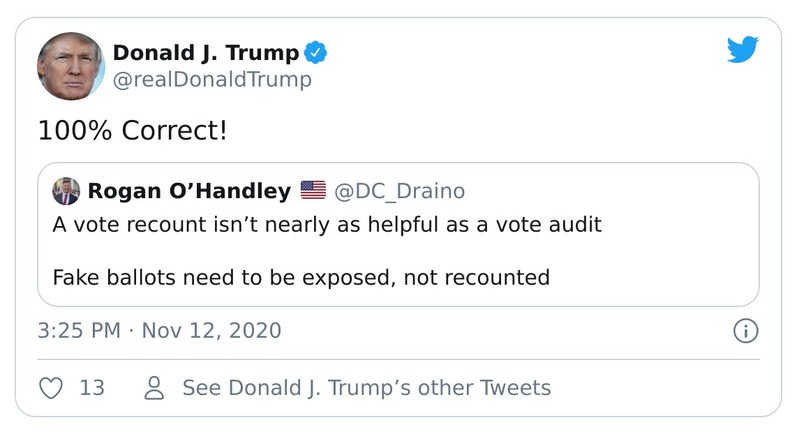 Donald J. Trump
@realDonaldTrump
100% Correct!
Rogan O’Handley 🇺🇸 @DC_Draino
A vote recount isn’t nearly as helpful as a vote audit
Fake ballots need to be exposed, not recounted
3:25 PM · Nov 12, 2020
13 See Donald J. Trump’s other Tweets